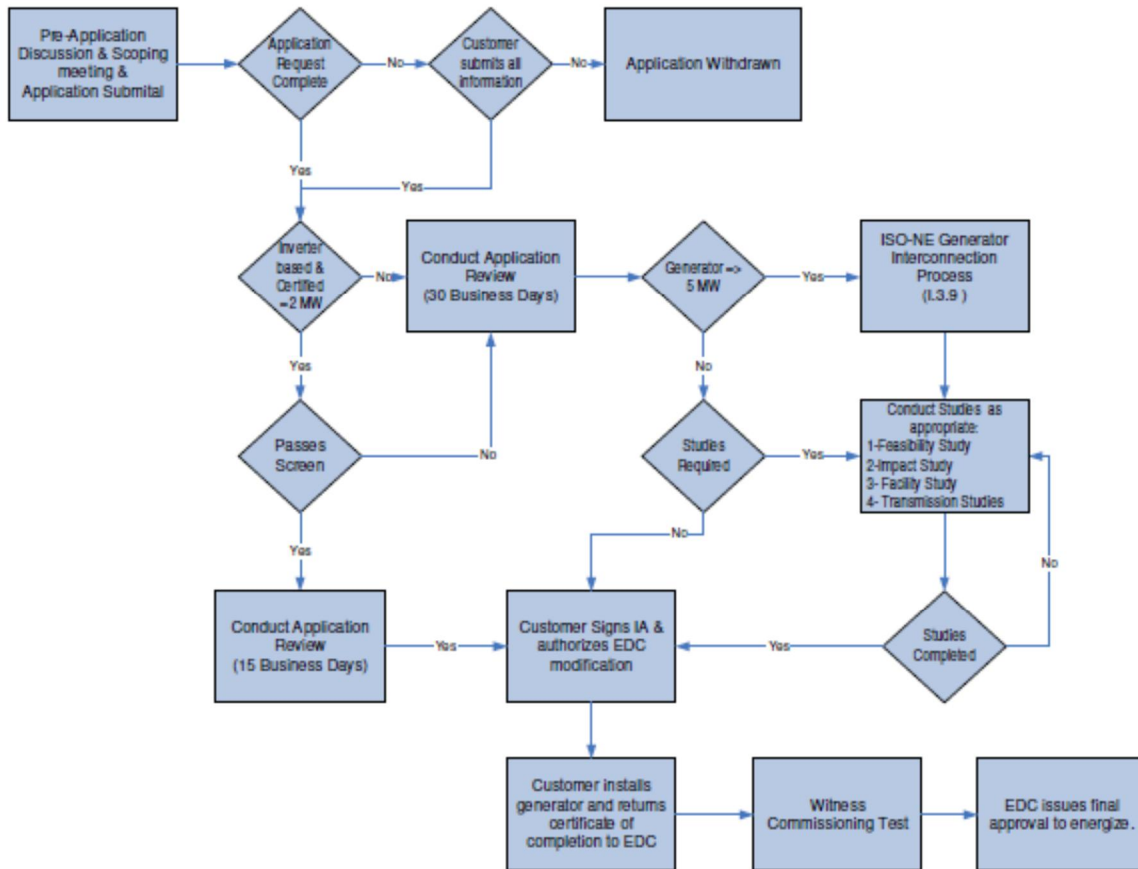 Pre-Application
Discussion & Scoping
meeting &
Application Submital
Application
Request
Complete
No
Customer
submits all
information
No
Application Withdrawn
Yes
Yes
Inverter
based &
Certified
=2 MW
No
Conduct Application
Review
(30 Business Days)
Generator =>
5 MW
Yes
ISO-NE Generator
Interconnection
Process
(I.3.9 )
Yes
No
Passes
Screen
No
Studies
Required
Yes
Conduct Studies as
appropriate:
1-Feasibility Study
2-Impact Study
3- Facility Study
4- Transmission Studies
Yes
No
No
Conduct Application
Review
(15 Business Days)
Yes
Customer Signs IA &
authorizes EDC
modification
Yes
Studies
Completed
Customer installs
generator and returns
certificate of
completion to EDC
Witness
Commissioning Test
EDC issues final
approval to energize .